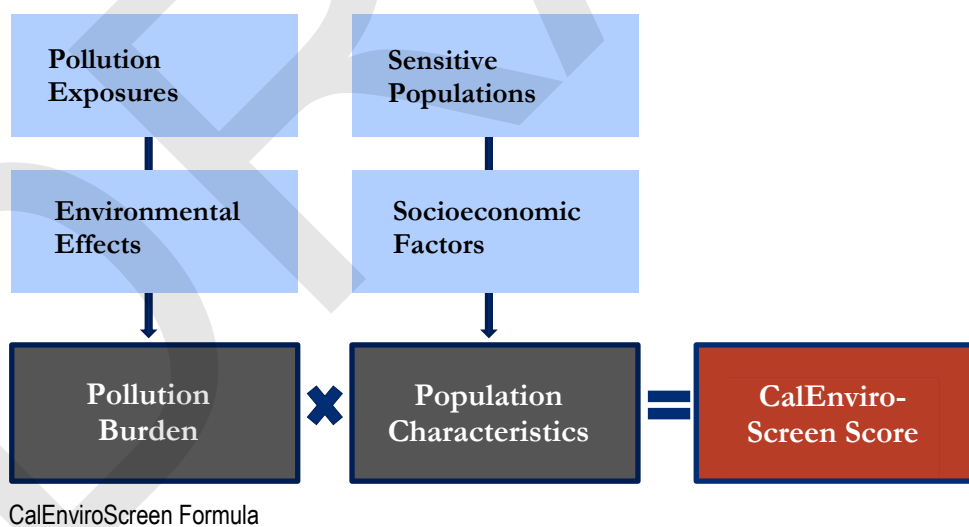 Pollution
Exposures
Sensitive
Populations
Environmental
Effects
Socioeconomic
Factors
Pollution
Burden
Population
Characteristics
CalEnviro-
Screen Score
CalEnviroScreen Formula